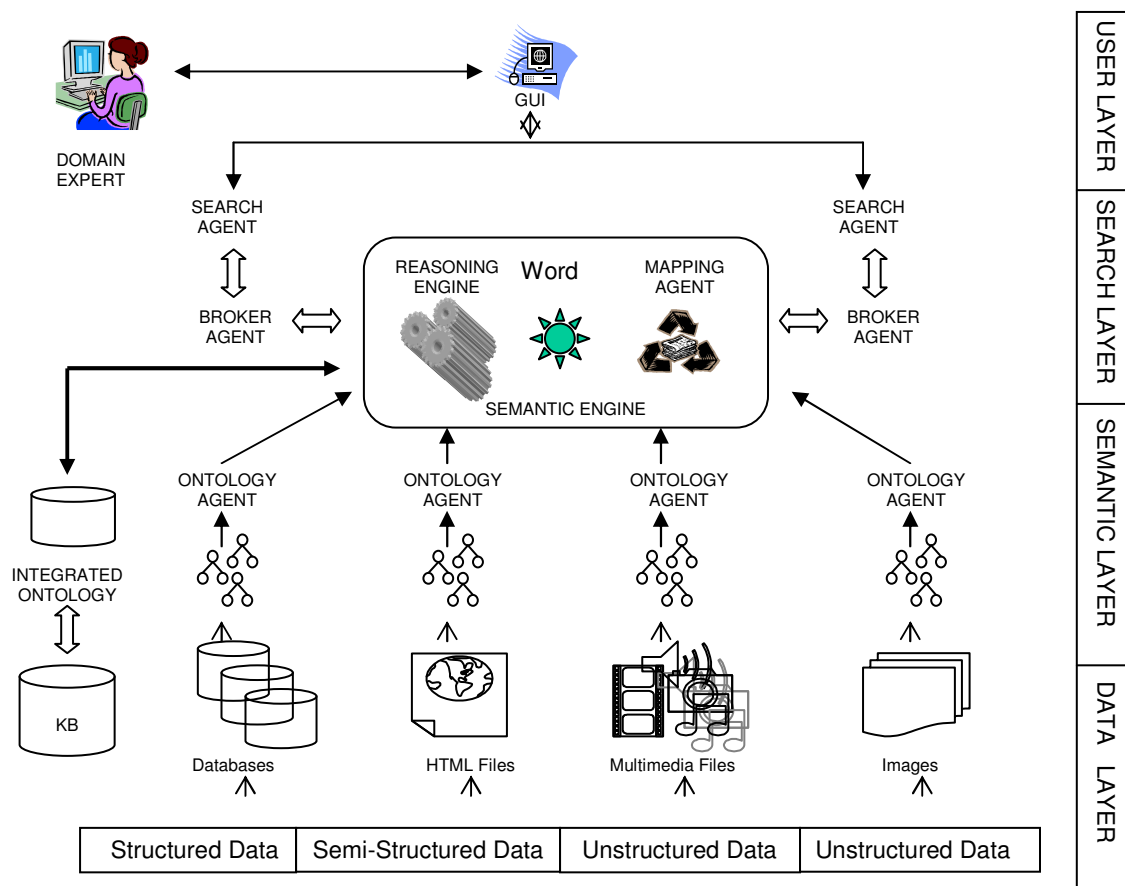 GUI
DOMAIN
EXPERT
SEARCH
AGENT
SEARCH
AGENT
REASONING
ENGINE
Word
MAPPING
AGENT
BROKER
AGENT
BROKER
AGENT
SEMANTIC ENGINE
ONTOLOGY
AGENT
ONTOLOGY
AGENT
ONTOLOGY
AGENT
ONTOLOGY
AGENT
INTEGRATED
ONTOLOGY
KB
Databases
HTML Files
Multimedia Files
Images
Structured Data
Semi-Structured Data
Unstructured Data
Unstructured Data
USER LAYER
SEARCH LAYER
SEMANTIC LAYER
DATA LAYER